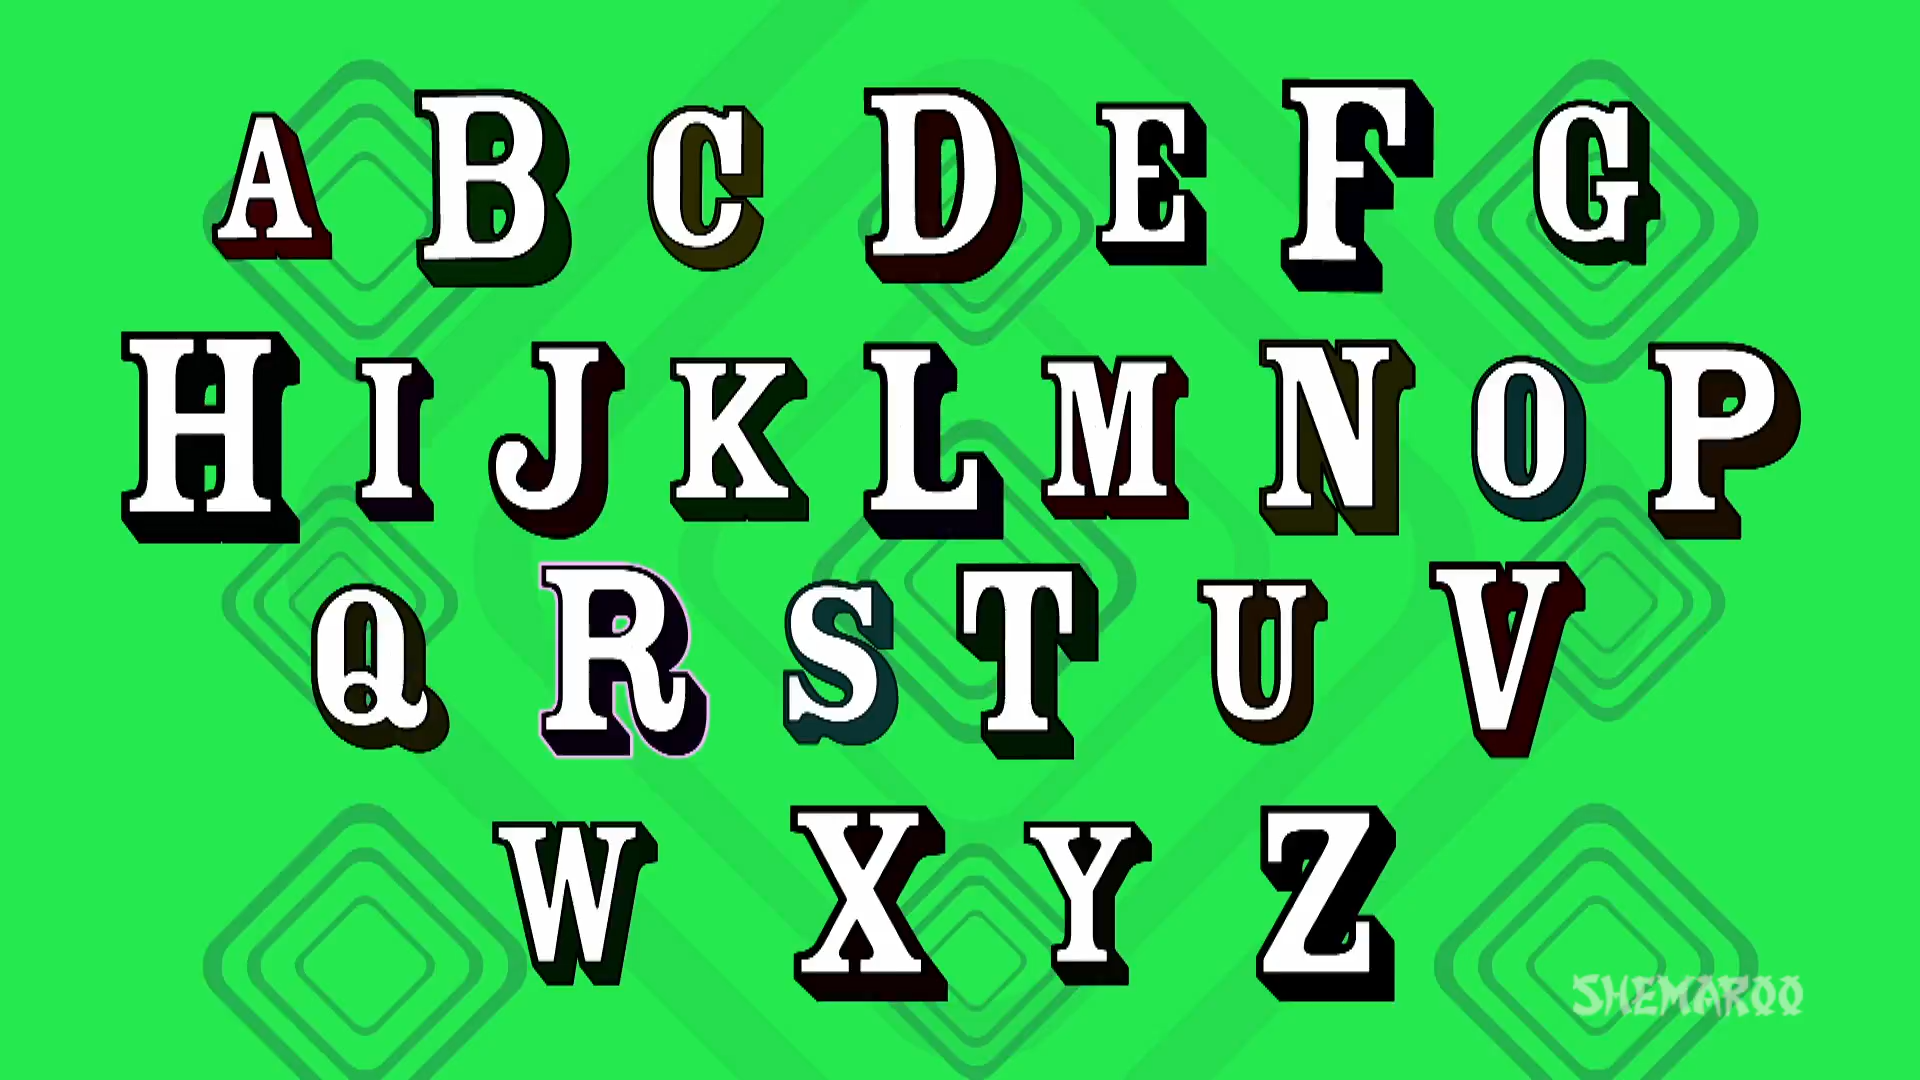 A B C D E F G
H I J K L M N O P
Q R S T U V
W X Y Z
SHEMAROO